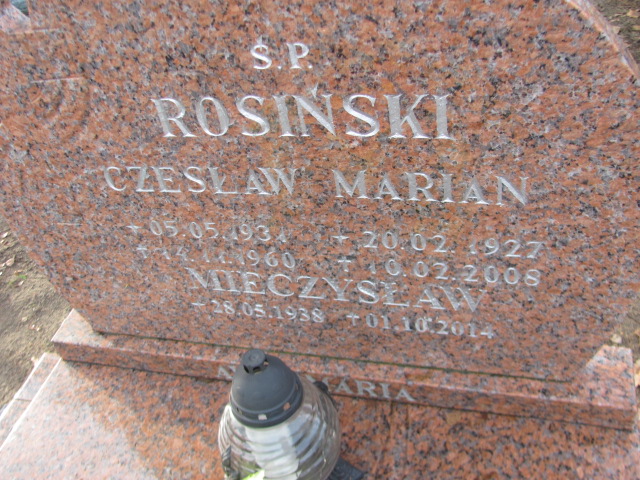 Ś.P.
ROSIŃSKI
CZESŁAW MARIAN
+05.05.1934 +20.02.1927
+14.11.1960 +10.02.2008
MIECZYSŁAW
+28.05.1938 +01.10.2014
MARIA